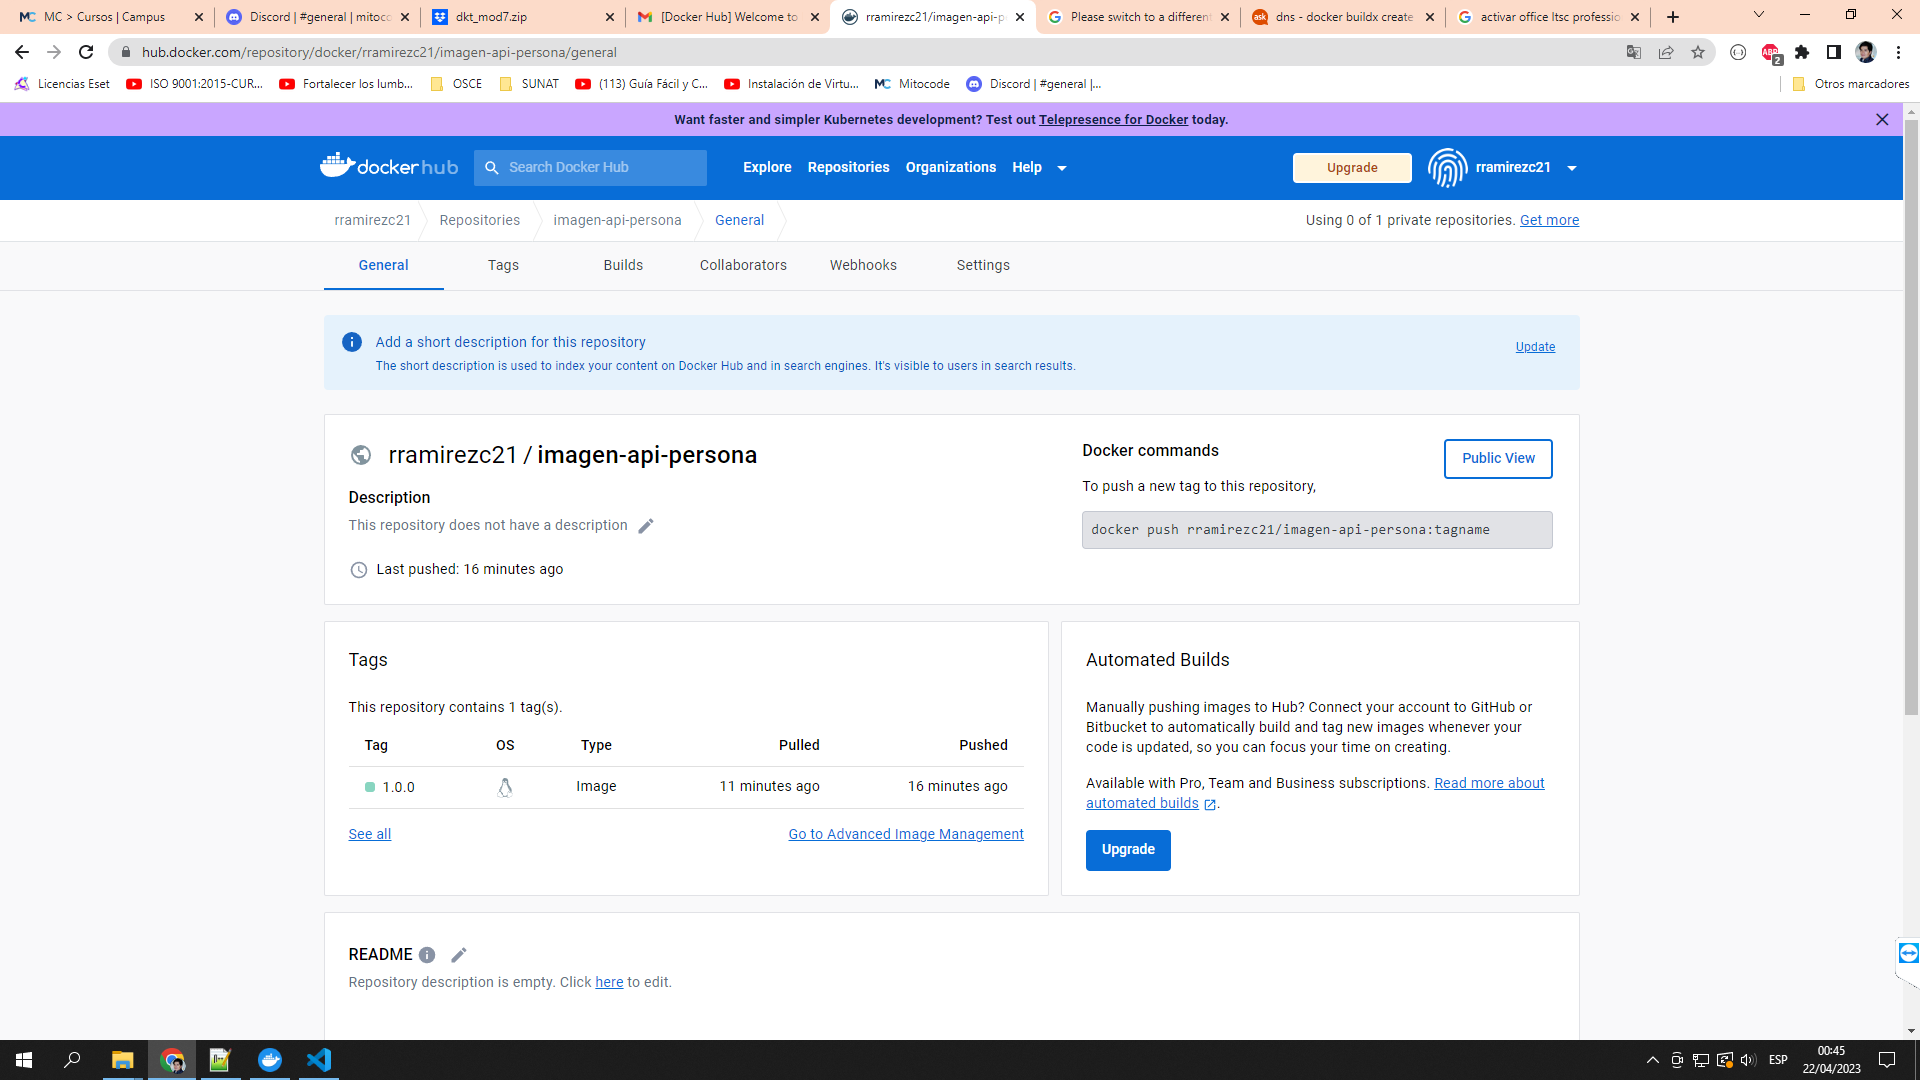 MC > Cursos | Campus
Discord | #general | mitoco
dkt_mod7.zip
[Docker Hub] Welcome to
rramirezc21/imagen-api-p
Please switch to a different
dns - docker buildx create
activar office ltsc professio
hub.docker.com/repository/docker/rramirezc21/imagen-api-persona/general
2
Licencias Eset
ISO 9001:2015-CUR...
Fortalecer los lumb...
OSCE
SUNAT
(113) Guía Fácil y C...
Instalación de Virtu...
MC Mitocode
Discord | #general |...
Otros marcadores
Want faster and simpler Kubernetes development? Test out Telepresence for Docker today.
docker hub
Search Docker Hub
Explore
Repositories
Organizations
Help
Upgrade
rramirezc21
rramirezc21
Repositories
imagen-api-persona
General
Using 0 of 1 private repositories. Get more
General
Tags
Builds
Collaborators
Webhooks
Settings
Add a short description for this repository
Update
The short description is used to index your content on Docker Hub and in search engines. It's visible to users in search results.
rramirezc21 / imagen-api-persona
Description
This repository does not have a description
Last pushed: 16 minutes ago
Docker commands
Public View
To push a new tag to this repository,
docker push rramirezc21/imagen-api-persona:tagname
Tags
This repository contains 1 tag(s).
Tag OS Type Pulled Pushed
1.0.0 Image 11 minutes ago 16 minutes ago
See all
Go to Advanced Image Management
Automated Builds
Manually pushing images to Hub? Connect your account to GitHub or
Bitbucket to automatically build and tag new images whenever your
code is updated, so you can focus your time on creating.
Available with Pro, Team and Business subscriptions. Read more about
automated builds .
Upgrade
README
Repository description is empty. Click here to edit.
ESP
00:45
22/04/2023